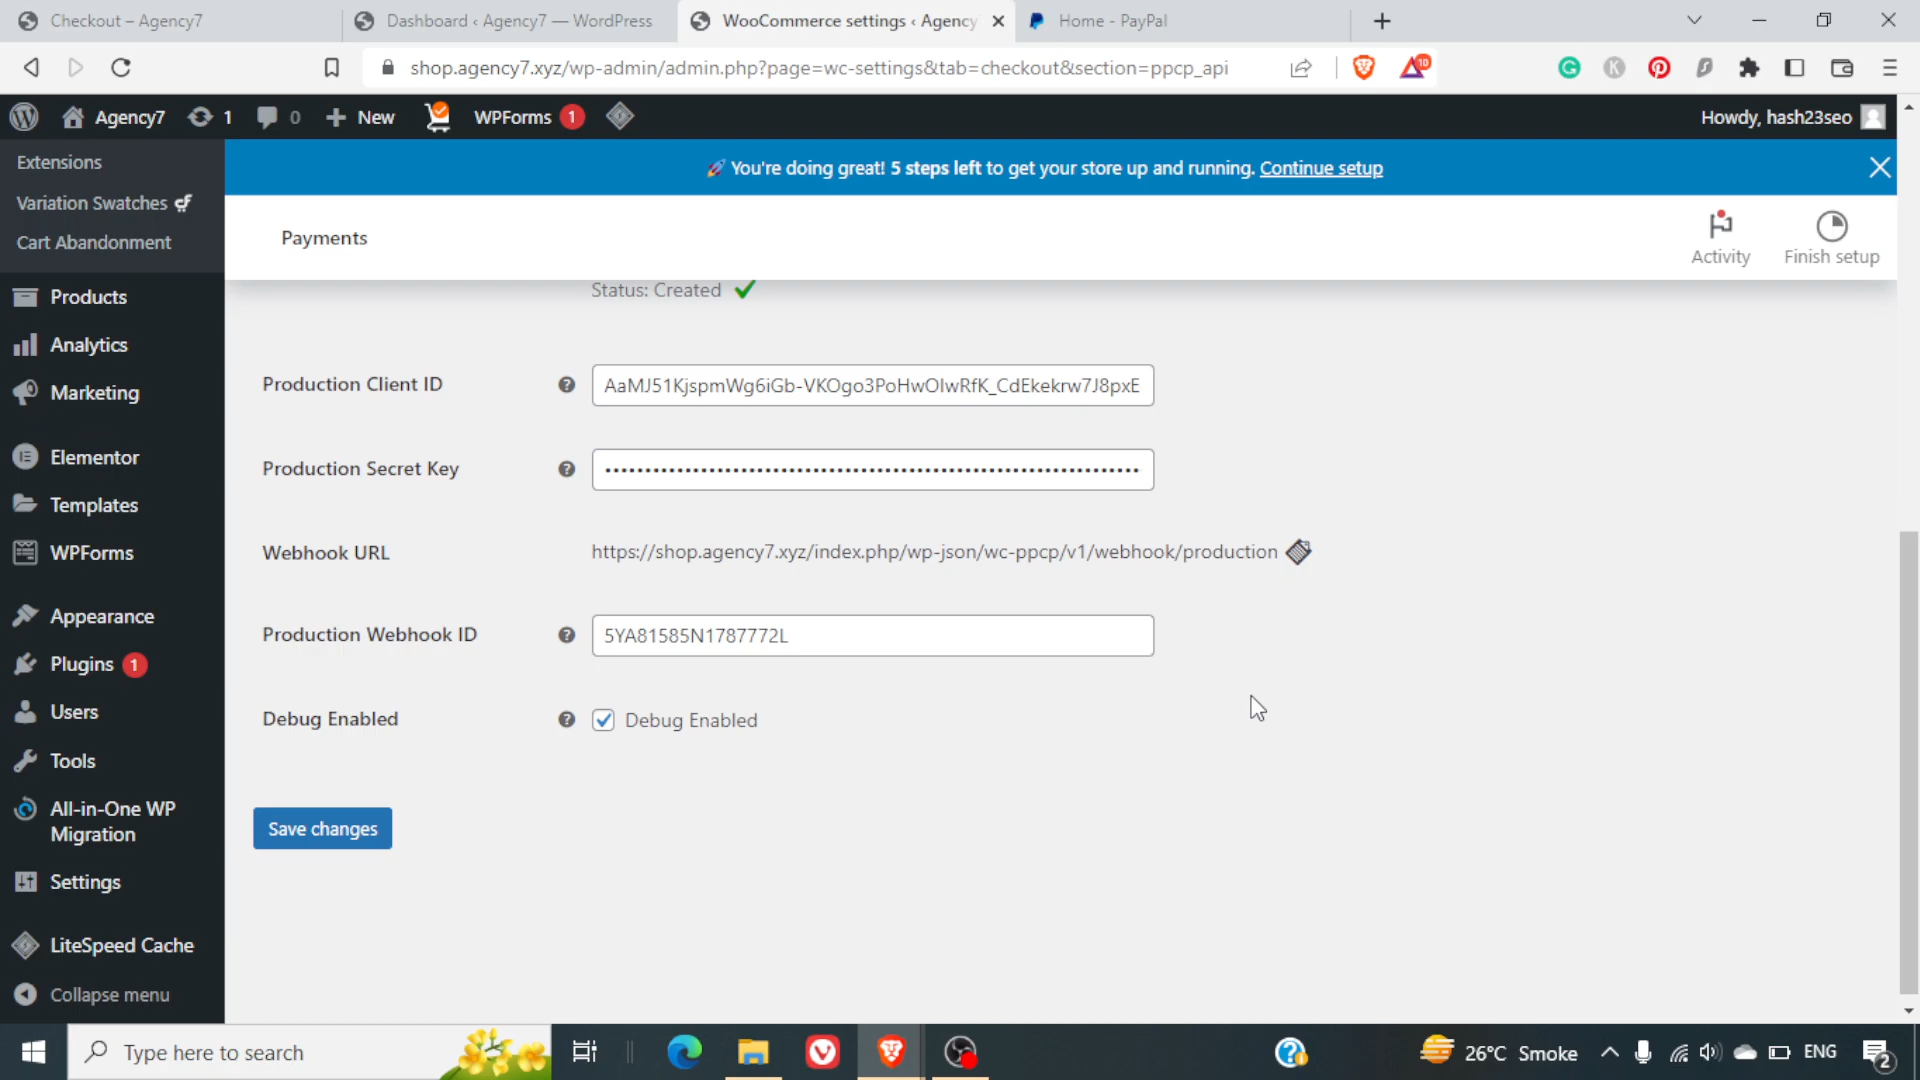 Checkout – Agency7
Dashboard ‹ Agency7 — WordPress
WooCommerce settings ‹ Agency
Home - PayPal
shop.agency7.xyz/wp-admin/admin.php?page=wc-settings&tab=checkout&section=ppcp_api
10
Agency7
1
0
New
WPForms
1
Howdy, hash23seo
Extensions
Variation Swatches
Cart Abandonment
Products
Analytics
Marketing
Elementor
Templates
WPForms
Appearance
Plugins 1
Users
Tools
All-in-One WP
Migration
Settings
LiteSpeed Cache
Collapse menu
🚀 You're doing great! 5 steps left to get your store up and running. Continue setup
Payments
Activity
Finish setup
Status: Created
Production Client ID
AaMJ51KjspmWg6iGb-VKOgo3PoHwOlwRfK_CdEkekrw7J8pxE
Production Secret Key
Webhook URL
https://shop.agency7.xyz/index.php/wp-json/wc-ppcp/v1/webhook/production
Production Webhook ID
5YA81585N1787772L
Debug Enabled
Debug Enabled
Save changes
Type here to search
26°C Smoke
ENG
2